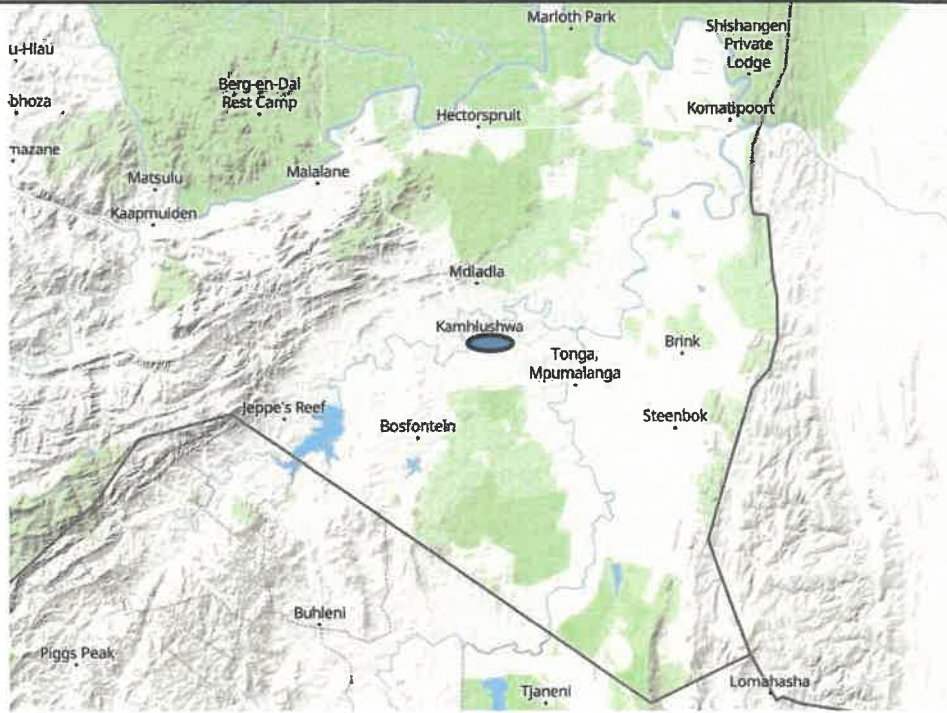 Marloth Park
Shishangeni
Private
Lodge
u-Hlau
Berg-en-Dal
Rest Camp
bhoza
Komatipoort
Hectorspruit
mazane
Matsulu
Malalane
Kaapmuiden
Mdladla
Kamhlushwa
Brink
Tonga,
Mpumalanga
Jeppe's Reef
Steenbok
Bosfontein
Buhleni
Piggs Peak
Lomahasha
Tjaneni